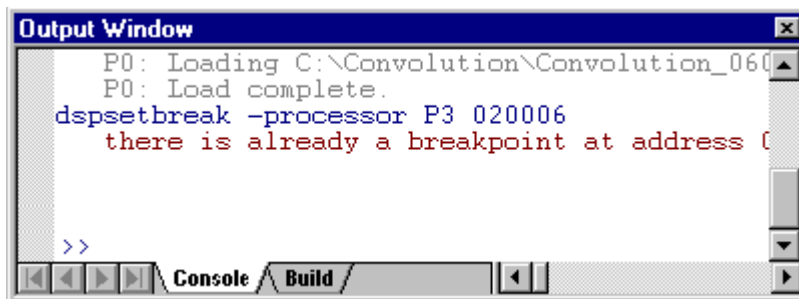 Output Window
P0: Loading C:\Convolution\Convolution_060
P0: Load complete.
dspsetbreak -processor P3 020006
there is already a breakpoint at address
>>
Console Build